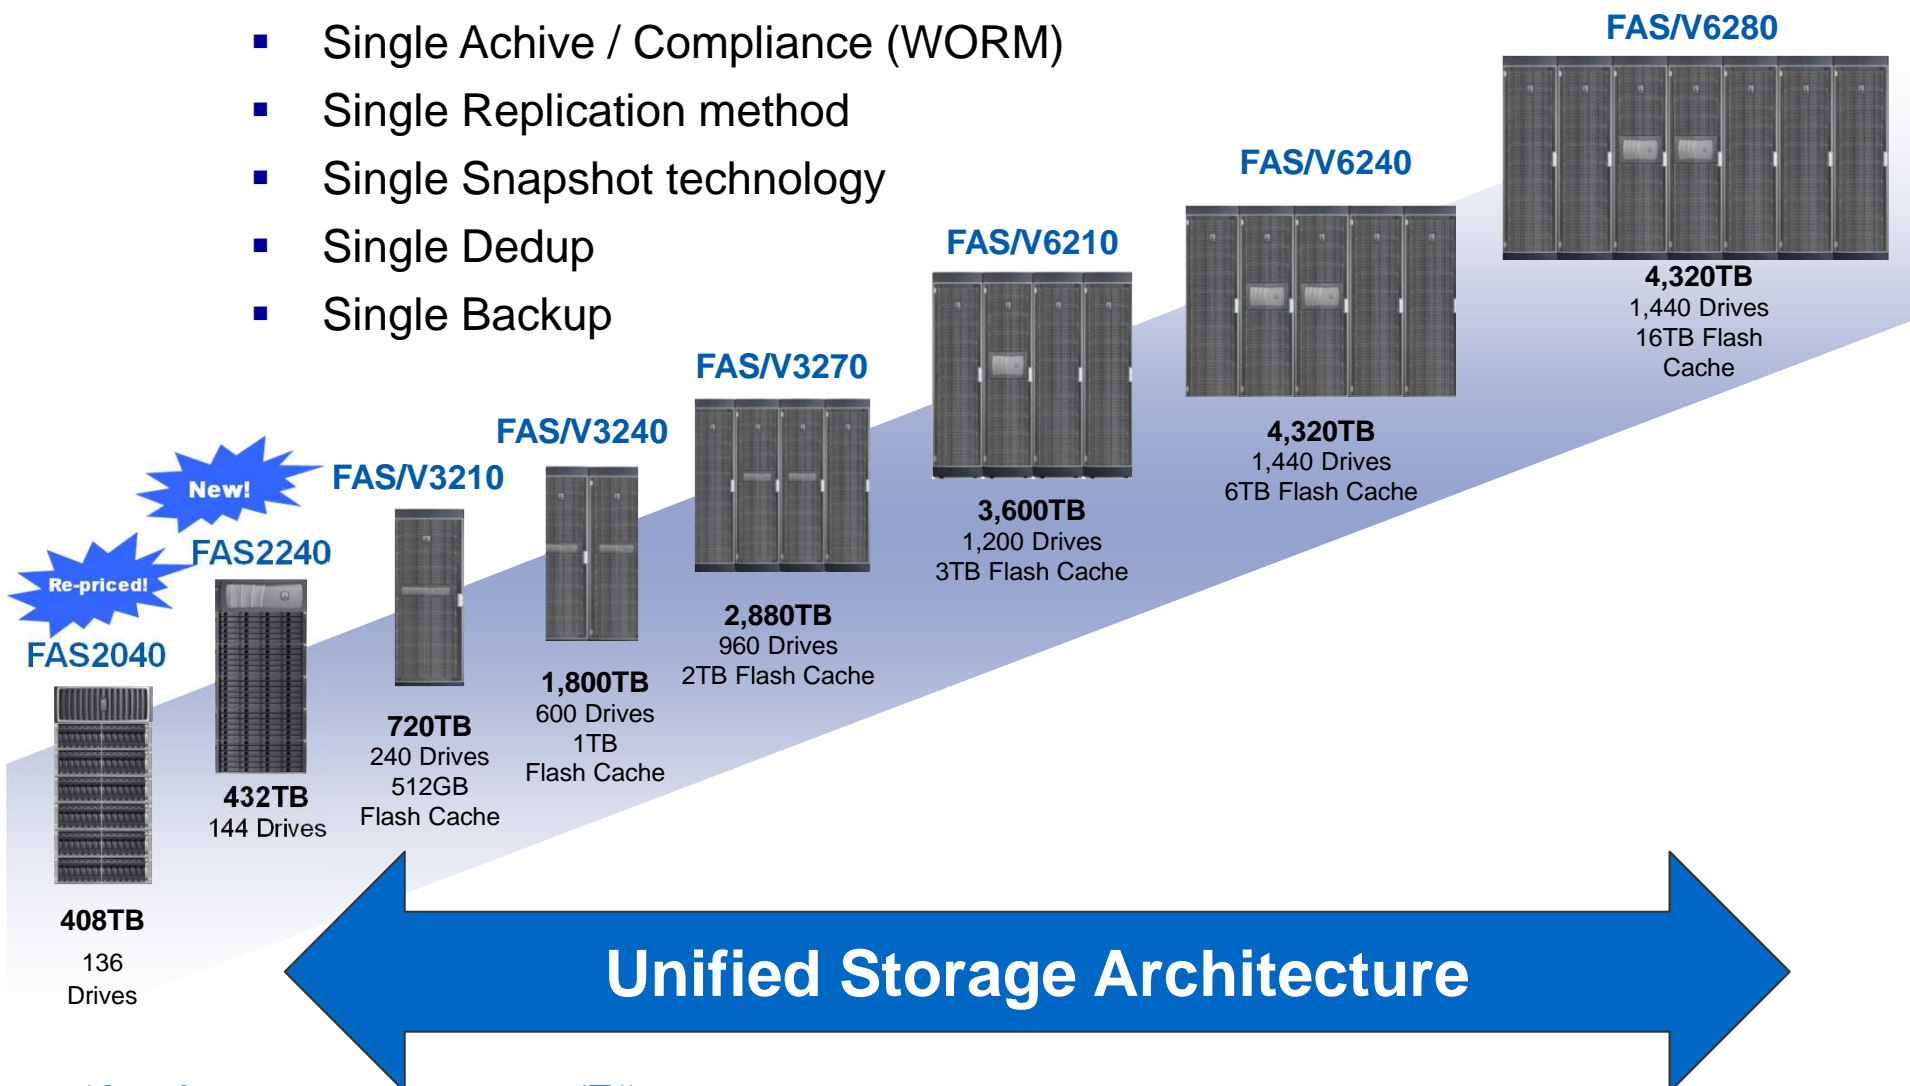 Single Achive / Compliance (WORM)
Single Replication method
Single Snapshot technology
Single Dedup
Single Backup
FAS/V6280
4,320TB
1,440 Drives
16TB Flash
Cache
FAS/V6240
4,320TB
1,440 Drives
6TB Flash Cache
FAS/V6210
3,600TB
1,200 Drives
3TB Flash Cache
FAS/V3270
2,880TB
960 Drives
2TB Flash Cache
FAS/V3240
1,800TB
600 Drives
1TB
Flash Cache
FAS/V3210
720TB
240 Drives
512GB
Flash Cache
New!
FAS2240
432TB
144 Drives
Re-priced!
FAS2040
408TB
136
Drives
Unified Storage Architecture